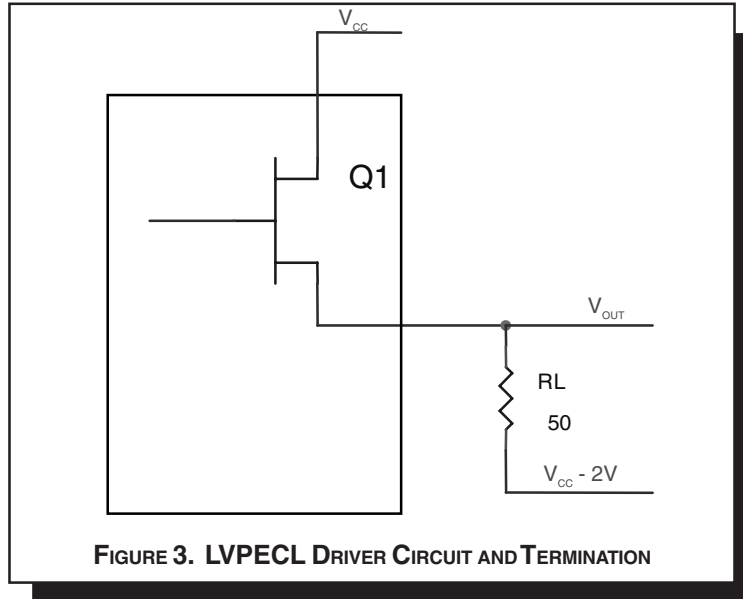 VCC
Q1
VOUT
RL
50
VCC - 2V
FIGURE 3. LVPECL DRIVER CIRCUIT AND TERMINATION